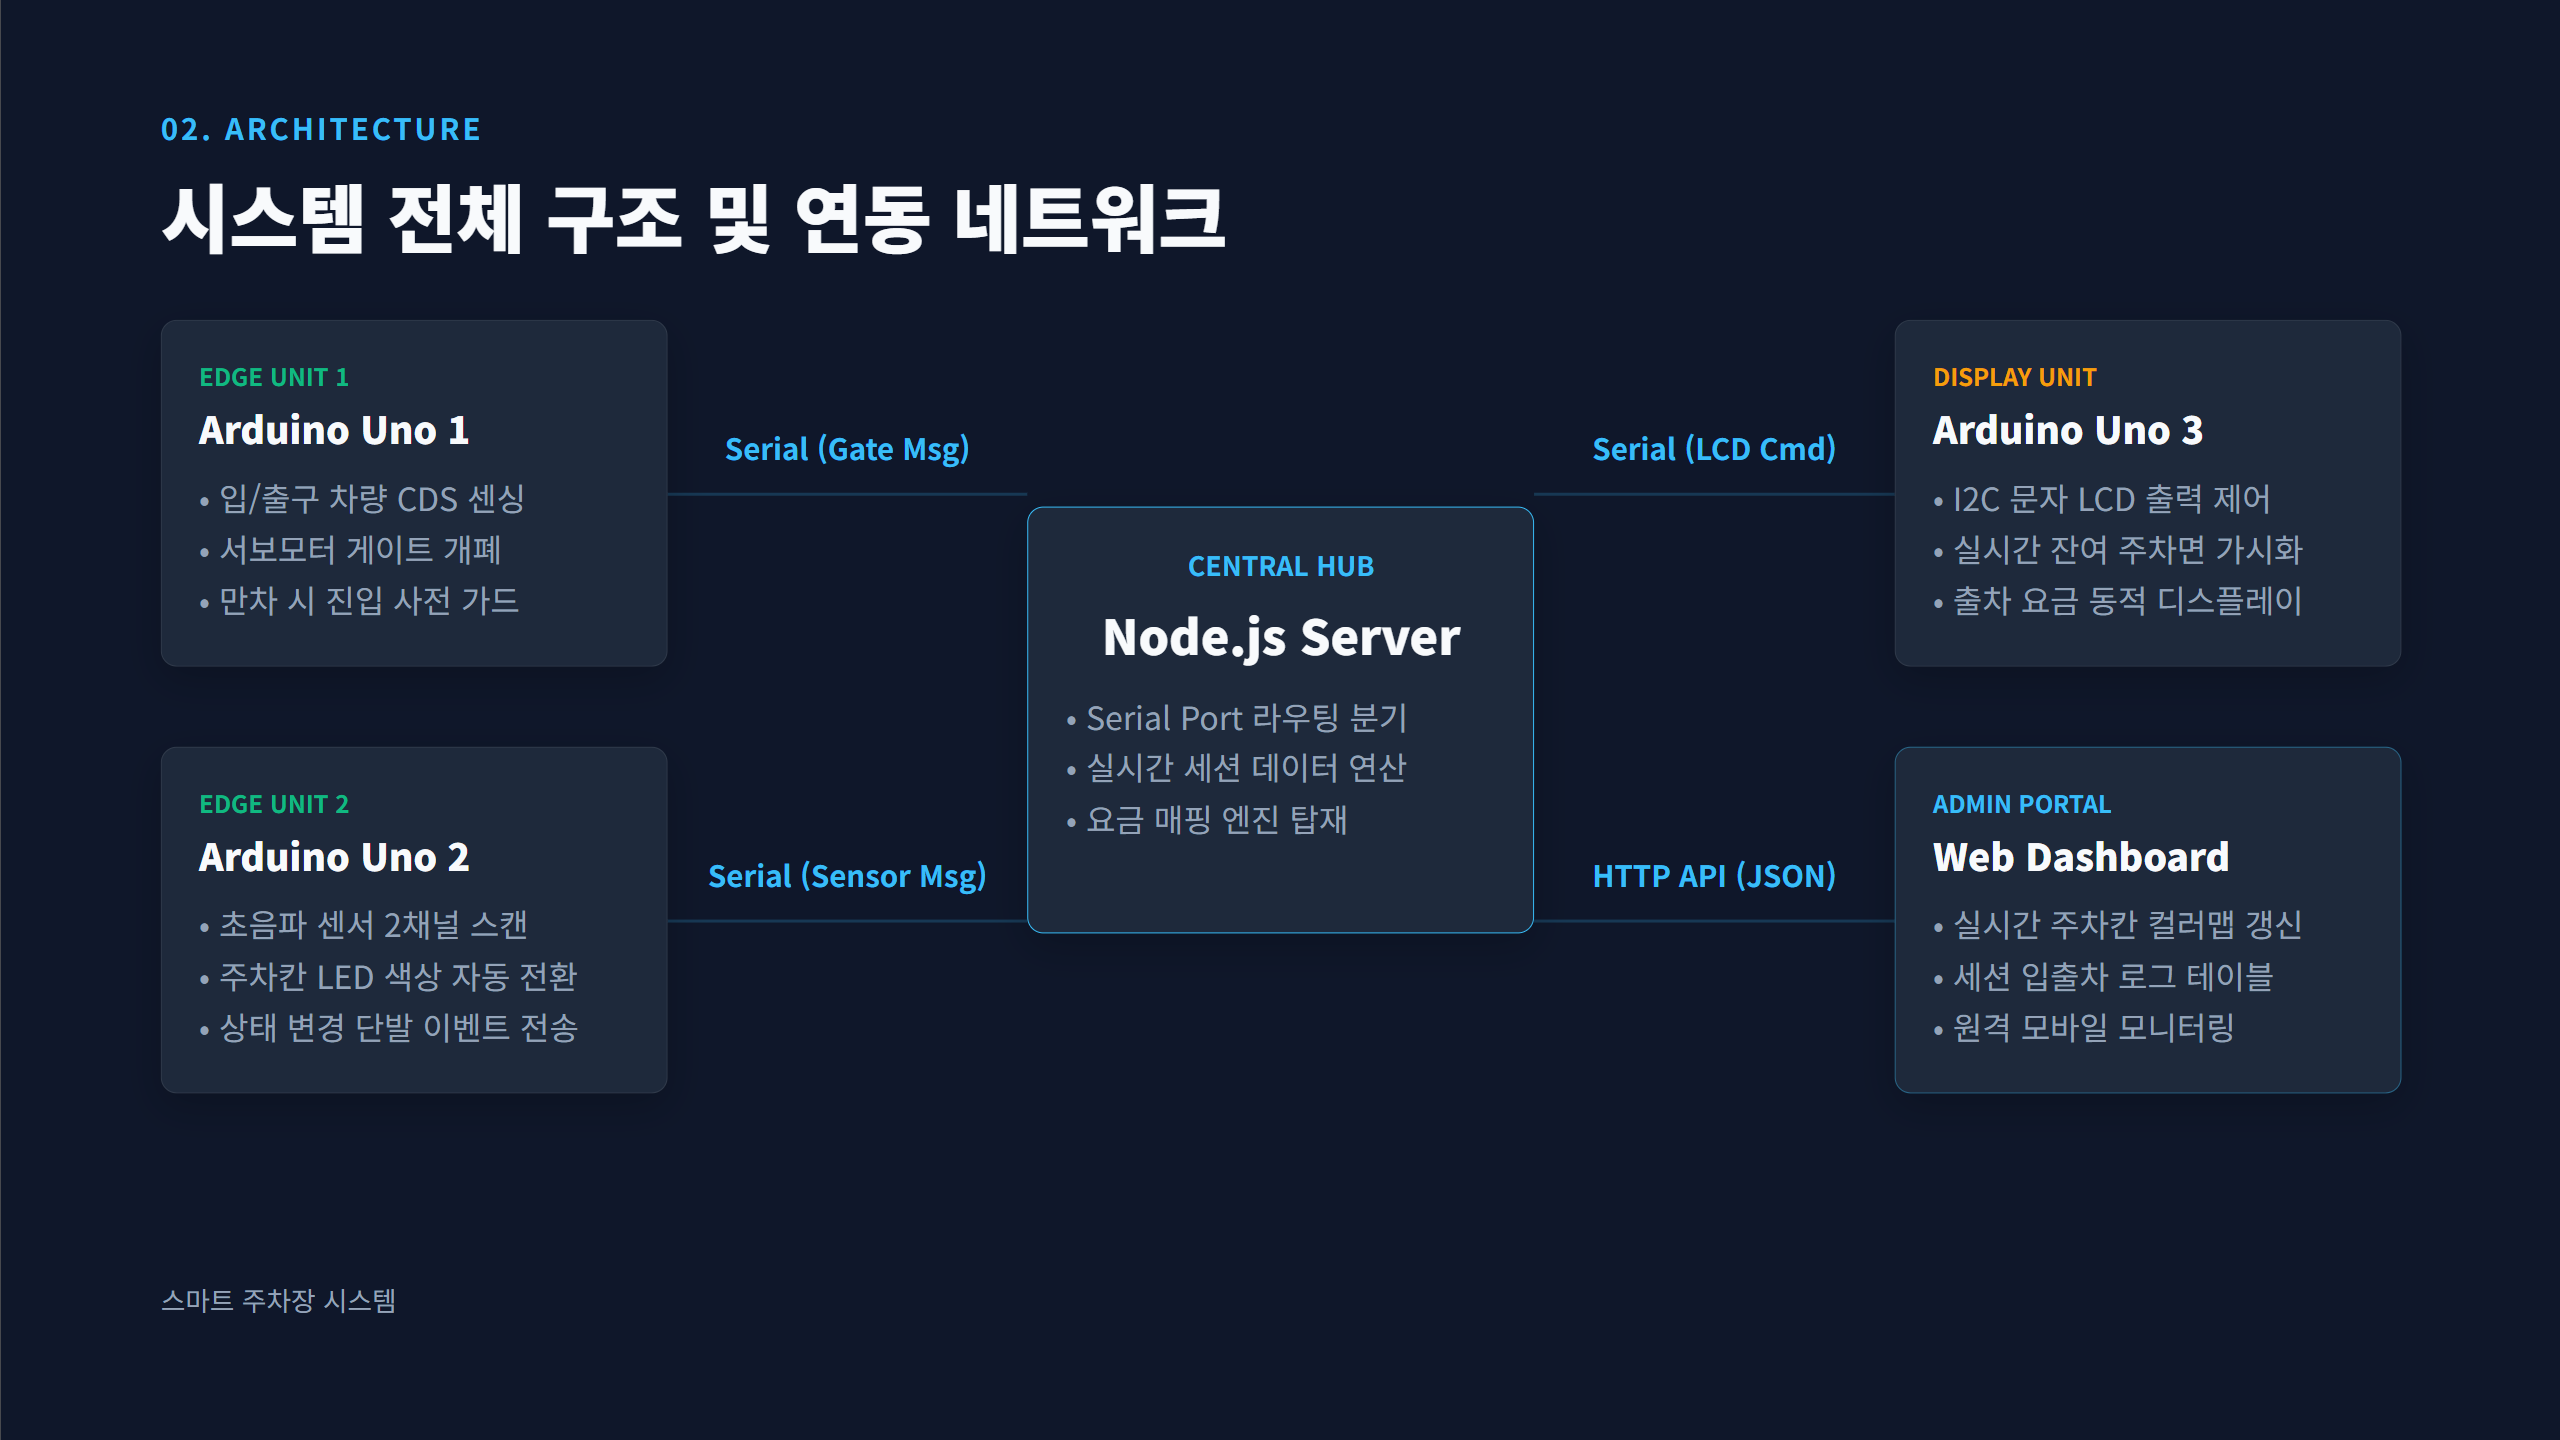 02. ARCHITECTURE
시스템 전체 구조 및 연동 네트워크
EDGE UNIT 1
Arduino Uno 1
• 입/출구 차량 CDS 센싱
• 서보모터 게이트 개폐
• 만차 시 진입 사전 가드
Serial (Gate Msg)
EDGE UNIT 2
Arduino Uno 2
• 초음파 센서 2채널 스캔
• 주차칸 LED 색상 자동 전환
• 상태 변경 단발 이벤트 전송
Serial (Sensor Msg)
CENTRAL HUB
Node.js Server
• Serial Port 라우팅 분기
• 실시간 세션 데이터 연산
• 요금 매핑 엔진 탑재
Serial (LCD Cmd)
DISPLAY UNIT
Arduino Uno 3
• I2C 문자 LCD 출력 제어
• 실시간 잔여 주차면 가시화
• 출차 요금 동적 디스플레이
HTTP API (JSON)
ADMIN PORTAL
Web Dashboard
• 실시간 주차칸 컬러맵 갱신
• 세션 입출차 로그 테이블
• 원격 모바일 모니터링
스마트 주차장 시스템